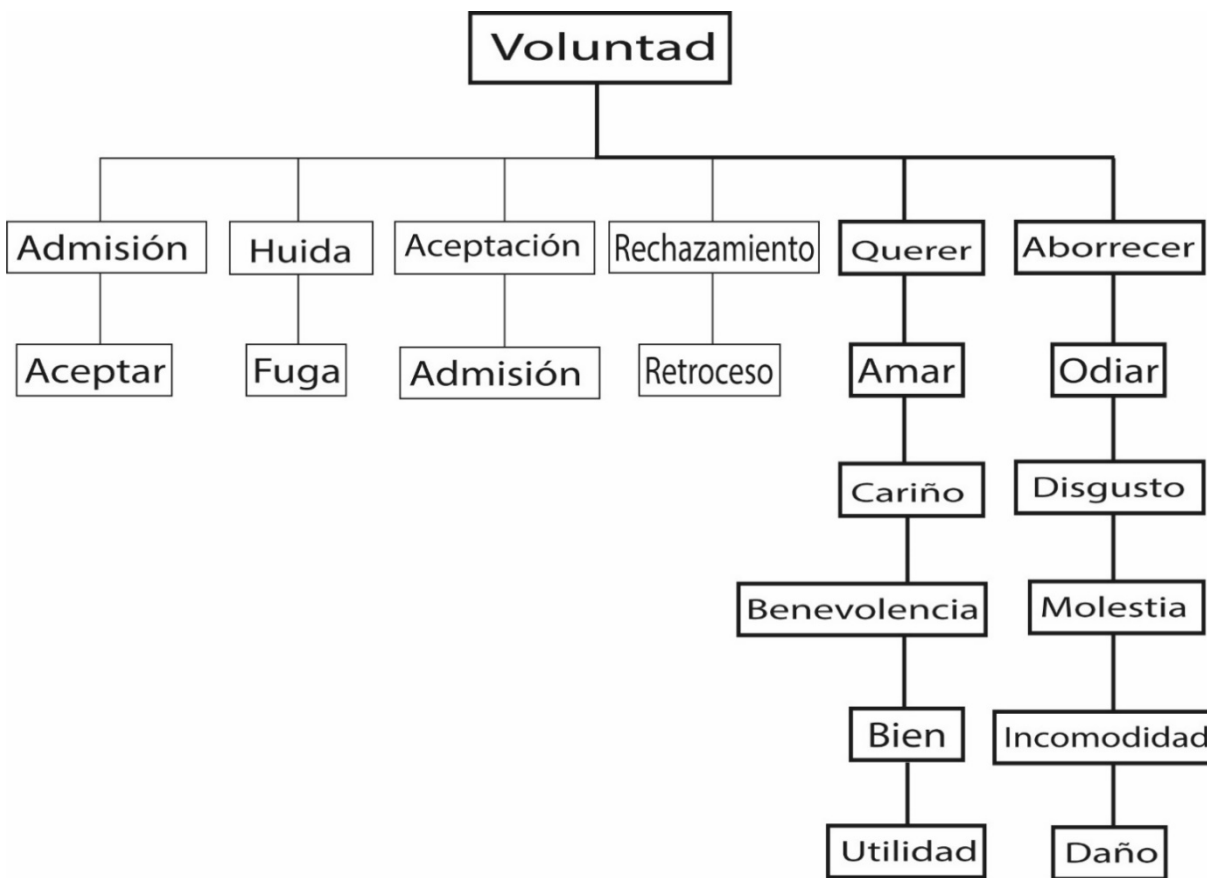 Voluntad
Admisión
Huida
Aceptación
Rechazamiento
Querer
Aborrecer
Aceptar
Fuga
Admisión
Retroceso
Amar
Odiar
Cariño
Disgusto
Benevolencia
Molestia
Bien
Incomodidad
Utilidad
Daño